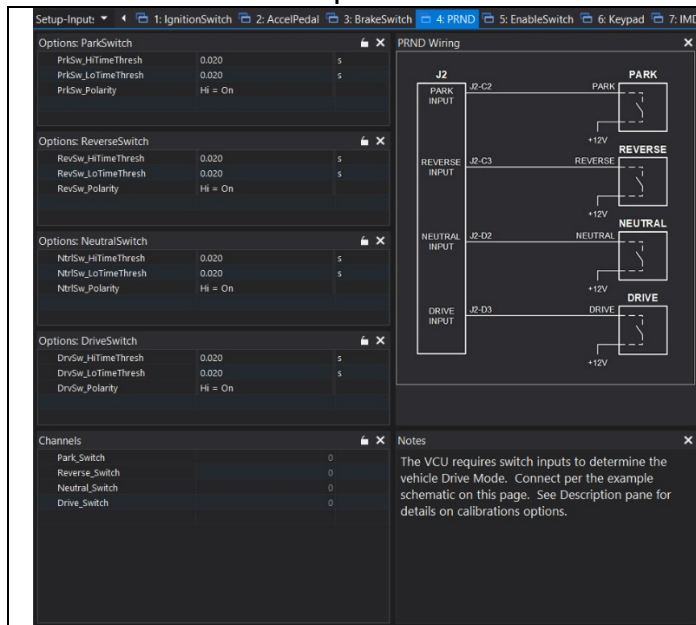 Setup-Input: 1: IgnitionSwitch 2: AccelPedal 3: BrakeSwitch 4: PRND 5: EnableSwitch 6: Keypad 7: IMD
Options: ParkSwitch
PrkSw_HiTimeThresh 0.020 s
PrkSw_LoTimeThresh 0.020 s
PrkSw_Polarity Hi = On
Options: ReverseSwitch
RevSw_HiTimeThresh 0.020 s
RevSw_LoTimeThresh 0.020 s
RevSw_Polarity Hi = On
Options: NeutralSwitch
NtrlSw_HiTimeThresh 0.020 s
NtrlSw_LoTimeThresh 0.020 s
NtrlSw_Polarity Hi = On
Options: DriveSwitch
DrvSw_HiTimeThresh 0.020 s
DrvSw_LoTimeThresh 0.020 s
DrvSw_Polarity Hi = On
Channels
Park_Switch 0
Reverse_Switch 0
Neutral_Switch 0
Drive_Switch 0
PRND Wiring
J2 PARK
PARK J2-C2 PARK
INPUT
+12V
REVERSE
REVERSE J2-C3 REVERSE
INPUT
+12V
NEUTRAL
NEUTRAL J2-D2 NEUTRAL
INPUT
+12V
DRIVE
DRIVE J2-D3 DRIVE
INPUT
+12V
Notes
The VCU requires switch inputs to determine the
vehicle Drive Mode. Connect per the example
schematic on this page. See Description pane for
details on calibrations options.